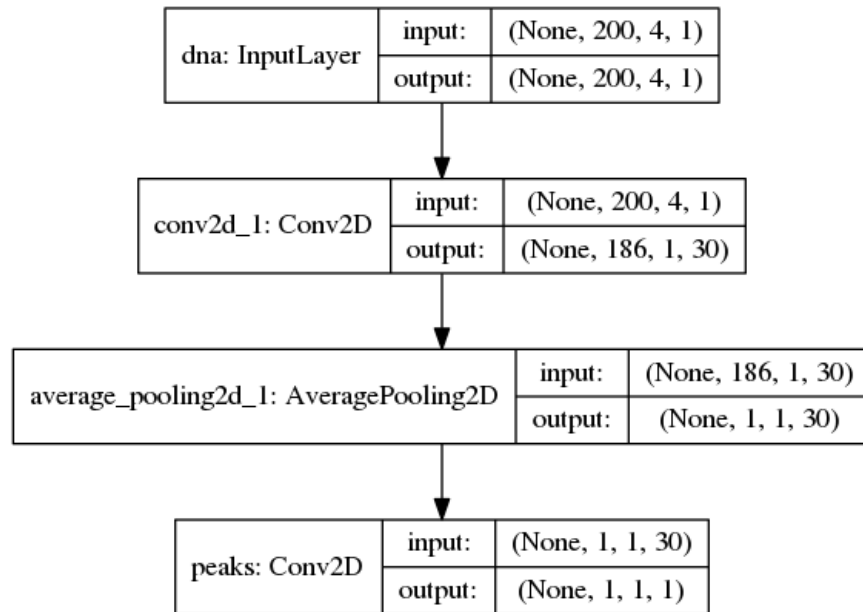 dna: InputLayer
input: (None, 200, 4, 1)
output: (None, 200, 4, 1)
conv2d_1: Conv2D
input: (None, 200, 4, 1)
output: (None, 186, 1, 30)
average_pooling2d_1: AveragePooling2D
input: (None, 186, 1, 30)
output: (None, 1, 1, 30)
peaks: Conv2D
input: (None, 1, 1, 30)
output: (None, 1, 1, 1)